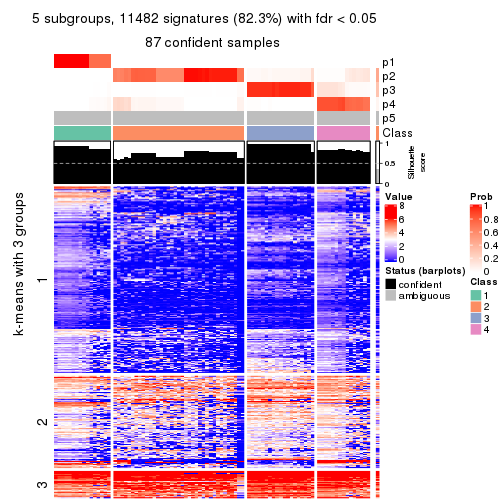 5 subgroups, 11482 signatures (82.3%) with fdr < 0.05
87 confident samples
p1
p2
p3
p4
p5
Class
1
0.5
0
Silhouette
score
k-means with 3 groups
1
2
3
Value
8
6
4
2
0
Status (barplots)
confident
ambiguous
Prob
1
0.8
0.6
0.4
0.2
0
Class
1
2
3
4